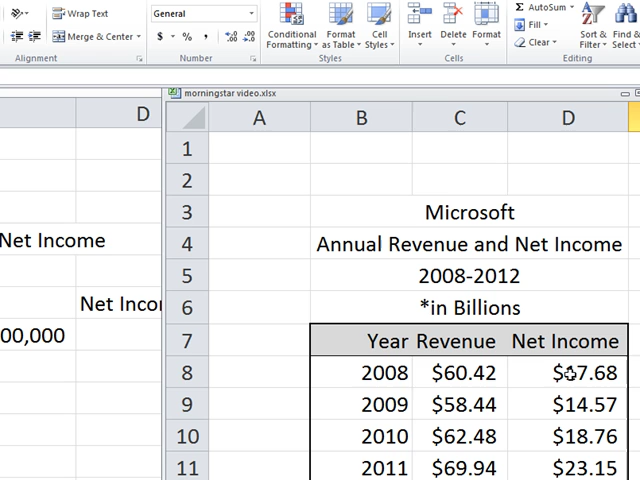 Wrap Text
General
AutoSum
Fill
Clear
Merge & Center
$ % ,
Conditional Formatting
Format as Table
Cell Styles
Insert
Delete
Format
Sort & Filter
Find & Select
Alignment
Number
Styles
Cells
Editing
morningstar video.xlsx
D
A B C D
1
2
3 Microsoft
Net Income
4 Annual Revenue and Net Income
5 2008-2012
6 *in Billions
00,000
7 Year Revenue Net Income
8 2008 $60.42 $17.68
9 2009 $58.44 $14.57
10 2010 $62.48 $18.76
11 2011 $69.94 $23.15